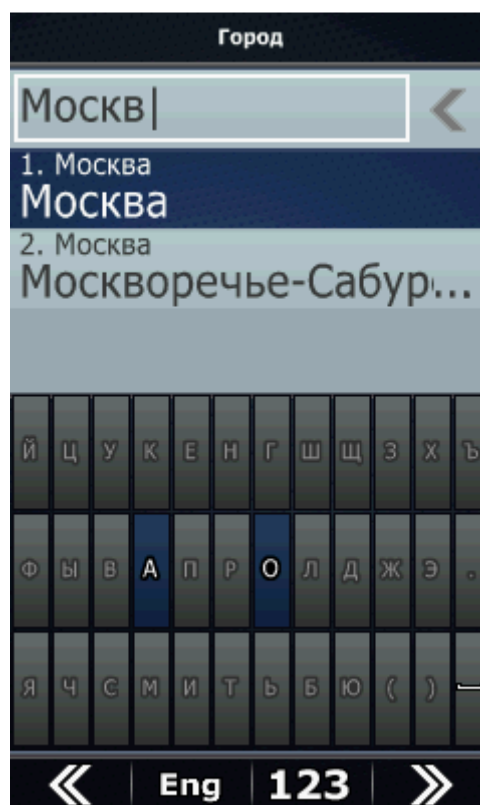 Город
Москв
1. Москва
Москва
2. Москва
Москворечье-Сабур...
Й Ц У К Е Н Г Ш Щ З Х Ъ
Ф Ы В А П Р О Л Д Ж Э .
Я Ч С М И Т Ь Б Ю ( )
Eng 123